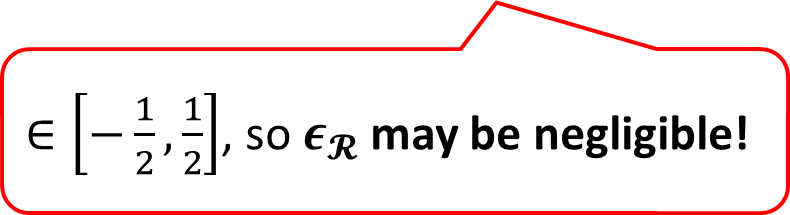 ∈ [−1/2, 1/2], so ϵ_ℛ may be negligible!